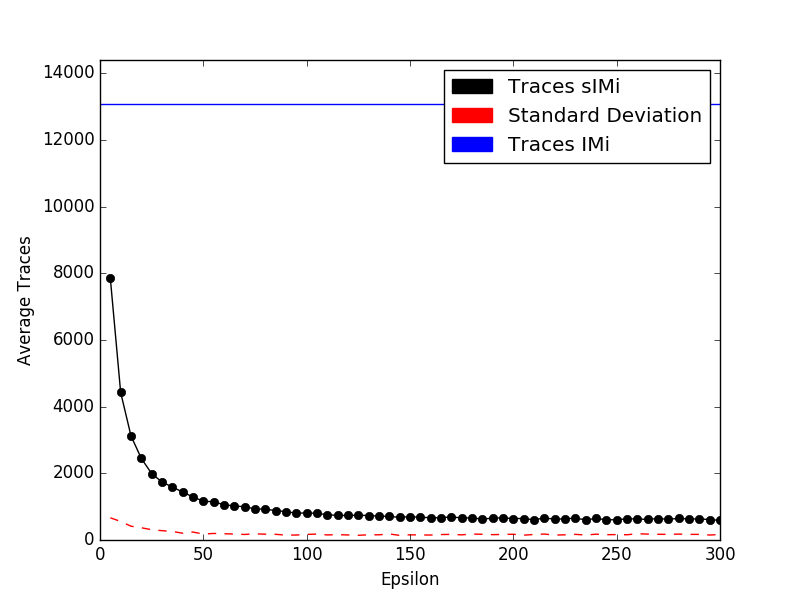 14000
12000
10000
8000
6000
4000
2000
0
Average Traces
Traces sIMi
Standard Deviation
Traces IMi
0 50 100 150 200 250 300
Epsilon